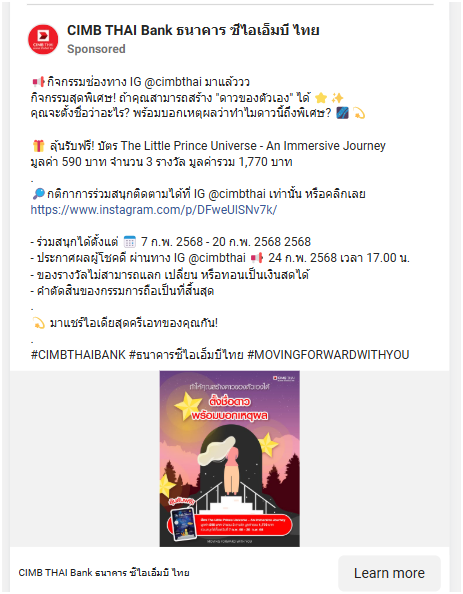 CIMB THAI Bank ธนาคาร ซีไอเอ็มบี ไทย
Sponsored
📢กิจกรรมช่องทาง IG @cimbthai มาแล้ววว
กิจกรรมสุดพิเศษ! ถ้าคุณสามารถสร้าง "ดาวของตัวเอง" ได้ ⭐✨
คุณจะตั้งชื่อว่าอะไร? พร้อมบอกเหตุผลว่าทำไมดาวนี้ถึงพิเศษ? 🌌 💫
🎁 ลุ้นรับฟรี! บัตร The Little Prince Universe - An Immersive Journey
มูลค่า 590 บาท จำนวน 3 รางวัล มูลค่ารวม 1,770 บาท
.
🔎กติกาการร่วมสนุกติดตามได้ที่ IG @cimbthai เท่านั้น หรือคลิกเลย
https://www.instagram.com/p/DFweUlSNv7k/
- ร่วมสนุกได้ตั้งแต่ 🗓️ 7 ก.พ. 2568 - 20 ก.พ. 2568 2568
- ประกาศผลผู้โชคดี ผ่านทาง IG @cimbthai 📢 24 ก.พ. 2568 เวลา 17.00 น.
- ของรางวัลไม่สามารถแลก เปลี่ยน หรือทอนเป็นเงินสดได้
- คำตัดสินของกรรมการถือเป็นที่สิ้นสุด
.
💫 มาแชร์ไอเดียสุดครีเอทของคุณกัน!
.
#CIMBTHAIBANK #ธนาคารซีไอเอ็มบีไทย #MOVINGFORWARDWITHYOU
CIMB THAI
ถ้าให้คุณสร้างดาวของตัวเองได้
ตั้งชื่อดาว
พร้อมบอกเหตุผล
บัตร The Little Prince Universe - An Immersive Journey
MOVING FORWARD WITH YOU
CIMB THAI Bank ธนาคาร ซีไอเอ็มบี ไทย
Learn more